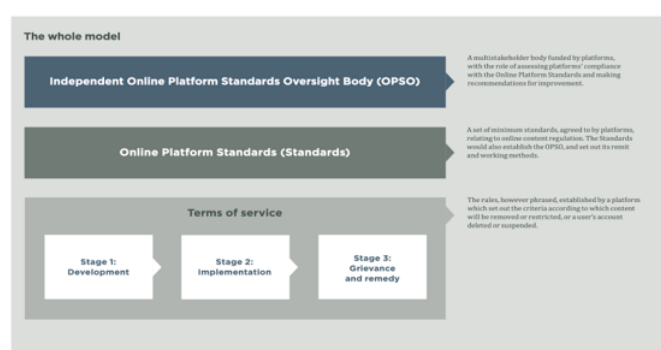 The whole model
Independent Online Platform Standards Oversight Body (OPSO)
A multistakeholder body funded by platforms,
with the role of assessing platforms' compliance
with the Online Platform Standards and making
recommendations for improvement.
Online Platform Standards (Standards)
A set of minimum standards, agreed to by platforms,
relating to online content regulation. The Standards
would also establish the OPSO, and set out its remit
and working methods.
Terms of service
The rules, however phrased, established by a platform
which set out the criteria according to which content
will be removed or restricted, or a user's account
deleted or suspended.
Stage 1:
Development
Stage 2:
Implementation
Stage 3:
Grievance
and remedy